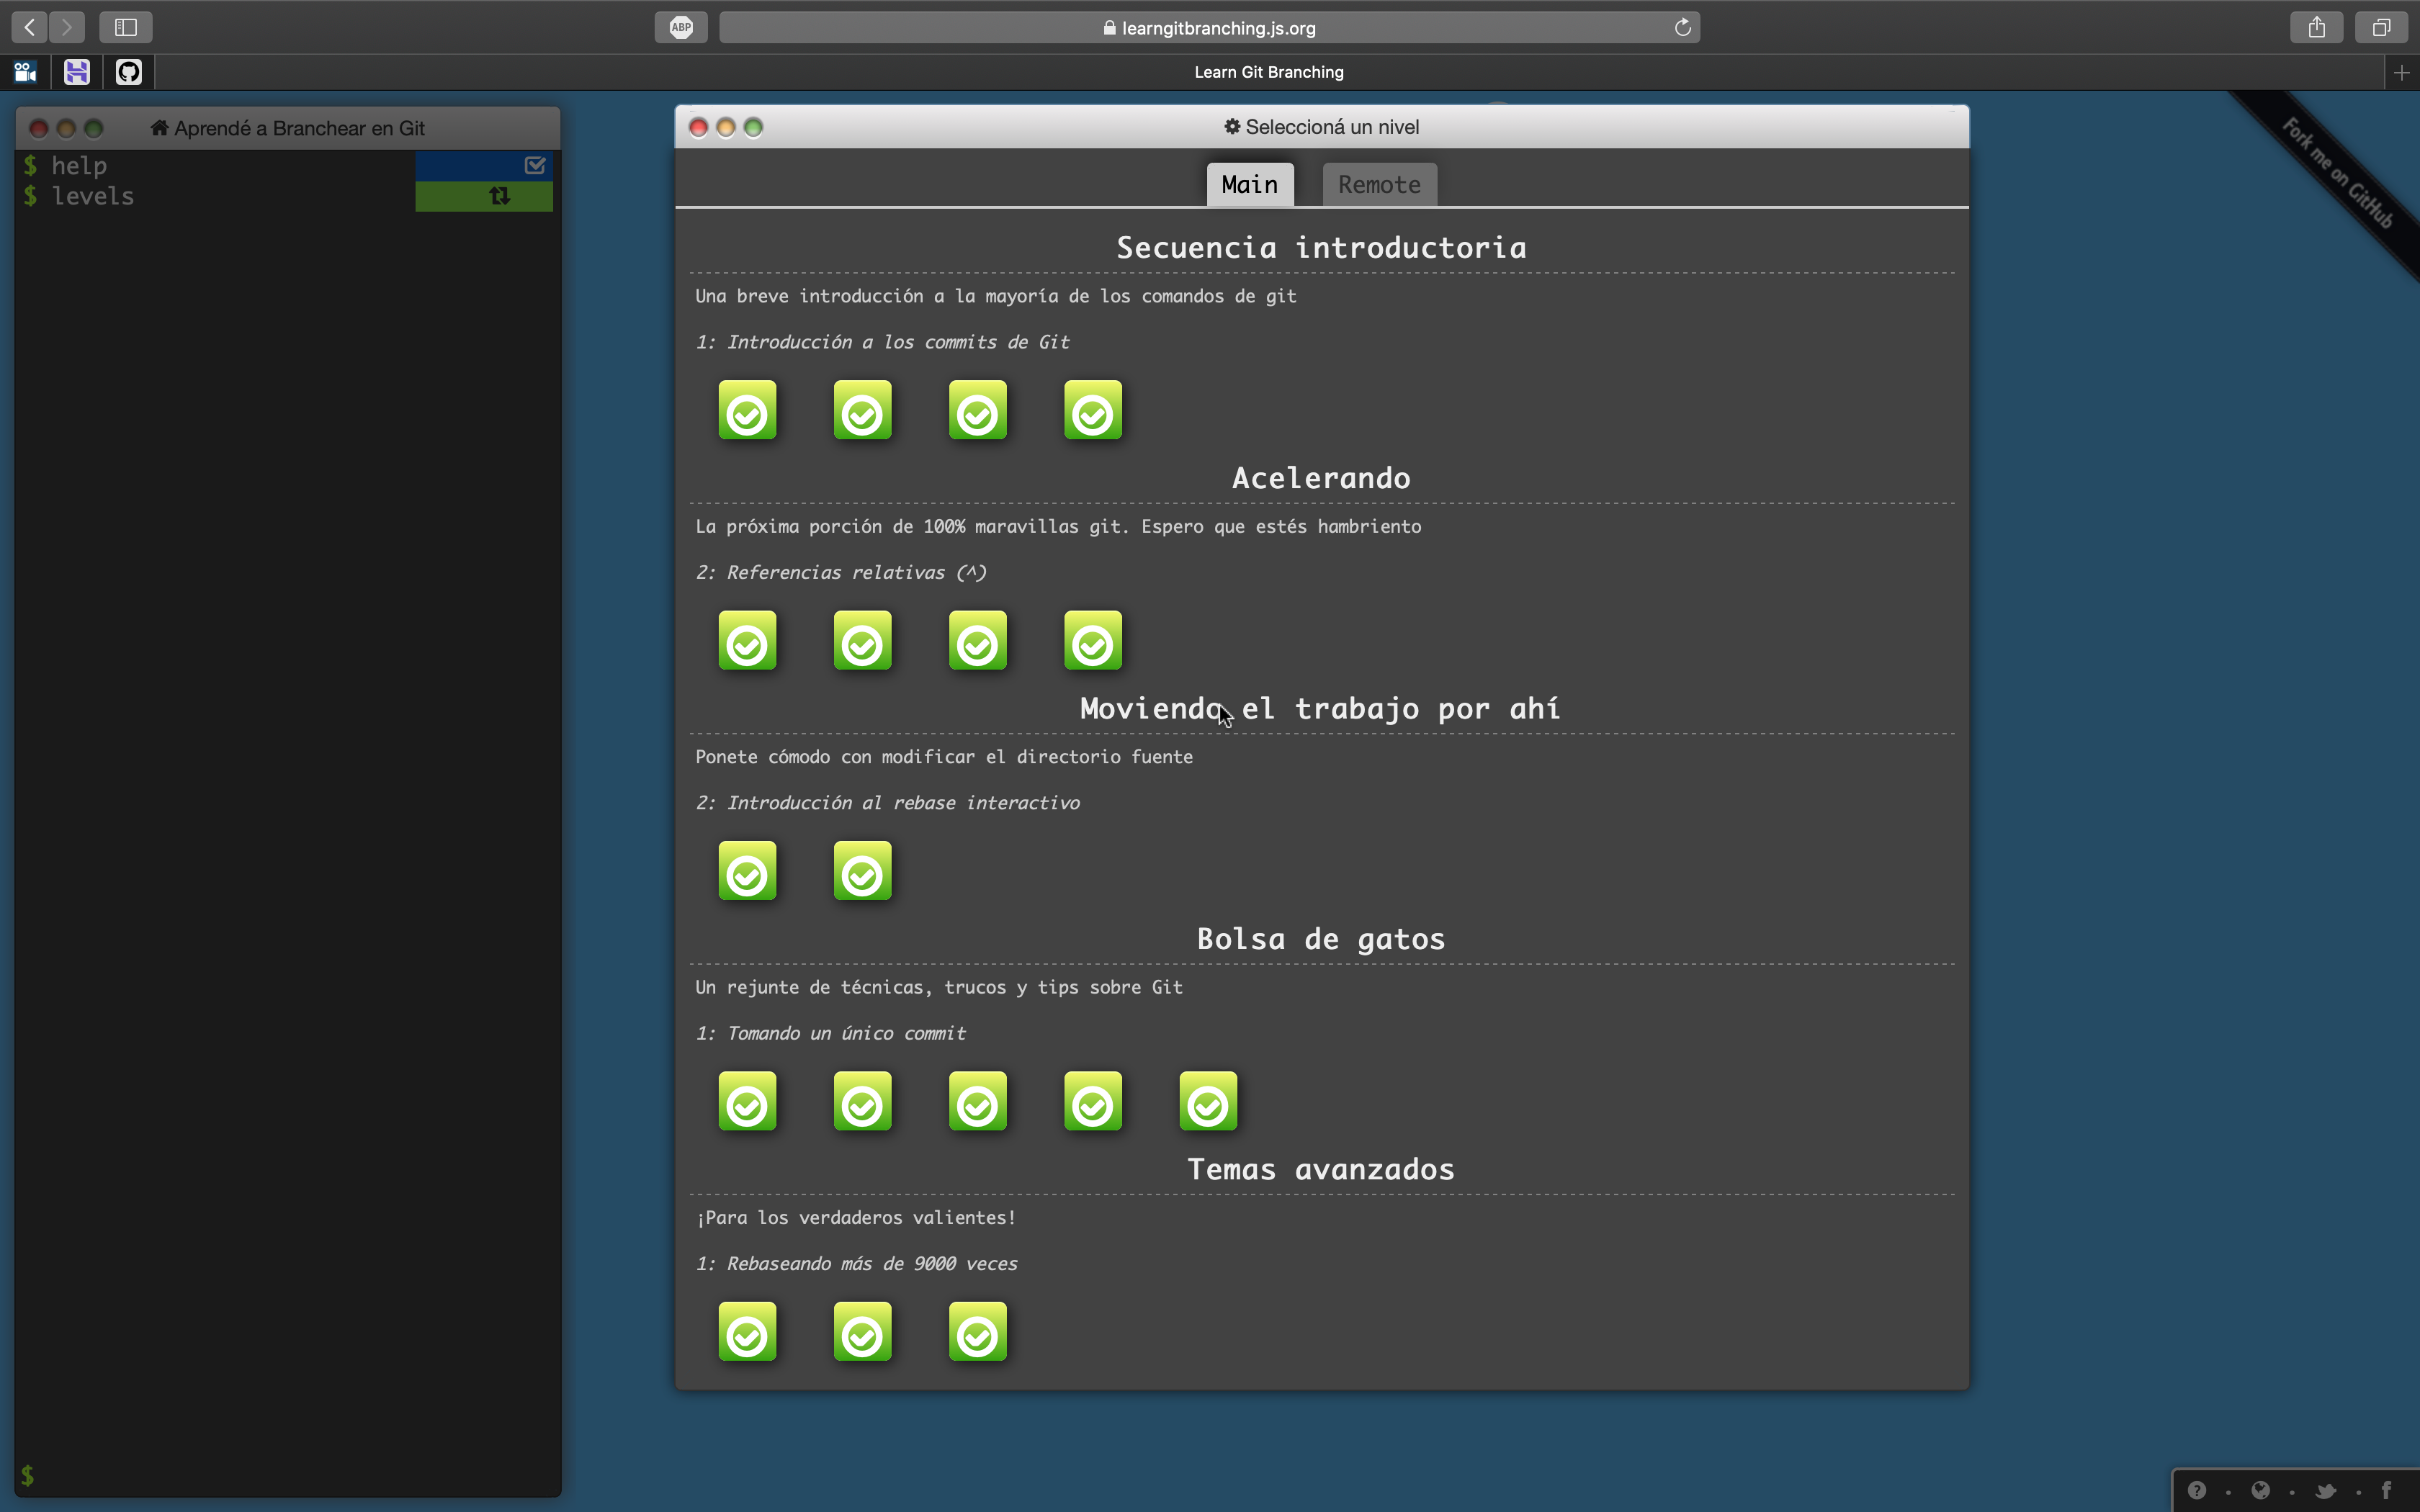 ABP
learngitbranching.js.org
Learn Git Branching
Aprendé a Branchear en Git
$ help
$ levels
$
Seleccioná un nivel
Main
Remote
Secuencia introductoria
Una breve introducción a la mayoría de los comandos de git
1: Introducción a los commits de Git
Acelerando
La próxima porción de 100% maravillas git. Espero que estés hambriento
2: Referencias relativas (^)
Moviendo el trabajo por ahí
Ponete cómodo con modificar el directorio fuente
2: Introducción al rebase interactivo
Bolsa de gatos
Un rejunte de técnicas, trucos y tips sobre Git
1: Tomando un único commit
Temas avanzados
¡Para los verdaderos valientes!
1: Rebaseando más de 9000 veces
Fork me on GitHub